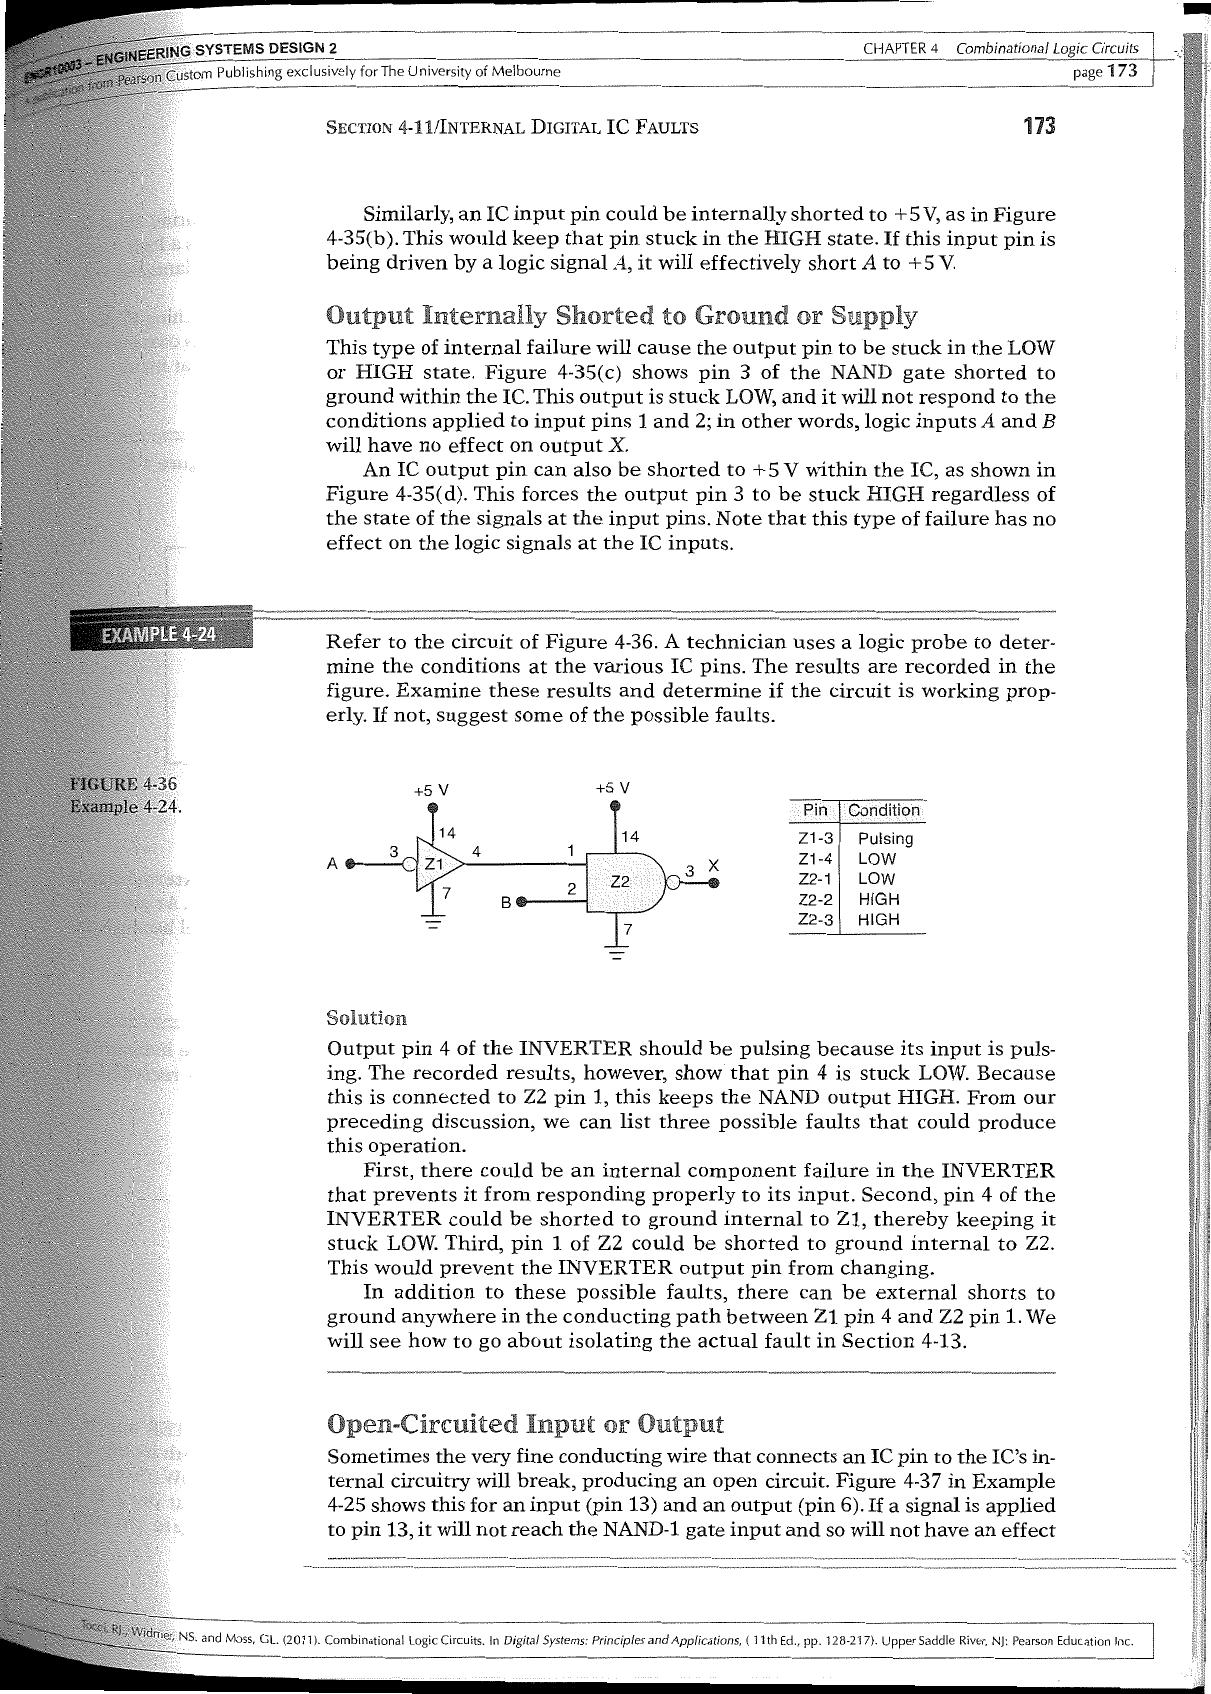 ENGR10003 – ENGINEERING SYSTEMS DESIGN 2
CHAPTER 4 Combinational Logic Circuits
A publication from Pearson Custom Publishing exclusively for The University of Melbourne
page 173
SECTION 4-11/INTERNAL DIGITAL IC FAULTS
173
Similarly, an IC input pin could be internally shorted to +5 V, as in Figure
4-35(b). This would keep that pin stuck in the HIGH state. If this input pin is
being driven by a logic signal A, it will effectively short A to +5 V.
Output Internally Shorted to Ground or Supply
This type of internal failure will cause the output pin to be stuck in the LOW
or HIGH state. Figure 4-35(c) shows pin 3 of the NAND gate shorted to
ground within the IC. This output is stuck LOW, and it will not respond to the
conditions applied to input pins 1 and 2; in other words, logic inputs A and B
will have no effect on output X.
An IC output pin can also be shorted to +5 V within the IC, as shown in
Figure 4-35(d). This forces the output pin 3 to be stuck HIGH regardless of
the state of the signals at the input pins. Note that this type of failure has no
effect on the logic signals at the IC inputs.
EXAMPLE 4-24
Refer to the circuit of Figure 4-36. A technician uses a logic probe to deter-
mine the conditions at the various IC pins. The results are recorded in the
figure. Examine these results and determine if the circuit is working prop-
erly. If not, suggest some of the possible faults.
FIGURE 4-36
Example 4-24.
+5 V
+5 V
14
14
A
3
Z1
4
1
7
B
2
Z2
3
X
7
Pin Condition
Z1-3 Pulsing
Z1-4 LOW
Z2-1 LOW
Z2-2 HIGH
Z2-3 HIGH
Solution
Output pin 4 of the INVERTER should be pulsing because its input is puls-
ing. The recorded results, however, show that pin 4 is stuck LOW. Because
this is connected to Z2 pin 1, this keeps the NAND output HIGH. From our
preceding discussion, we can list three possible faults that could produce
this operation.
First, there could be an internal component failure in the INVERTER
that prevents it from responding properly to its input. Second, pin 4 of the
INVERTER could be shorted to ground internal to Z1, thereby keeping it
stuck LOW. Third, pin 1 of Z2 could be shorted to ground internal to Z2.
This would prevent the INVERTER output pin from changing.
In addition to these possible faults, there can be external shorts to
ground anywhere in the conducting path between Z1 pin 4 and Z2 pin 1. We
will see how to go about isolating the actual fault in Section 4-13.
Open-Circuited Input or Output
Sometimes the very fine conducting wire that connects an IC pin to the IC's in-
ternal circuitry will break, producing an open circuit. Figure 4-37 in Example
4-25 shows this for an input (pin 13) and an output (pin 6). If a signal is applied
to pin 13, it will not reach the NAND-1 gate input and so will not have an effect
Tocci, RJ., Widmer, NS. and Moss, GL. (2011). Combinational Logic Circuits. In Digital Systems: Principles and Applications, ( 11th Ed., pp. 128-217). Upper Saddle River, NJ: Pearson Education Inc.